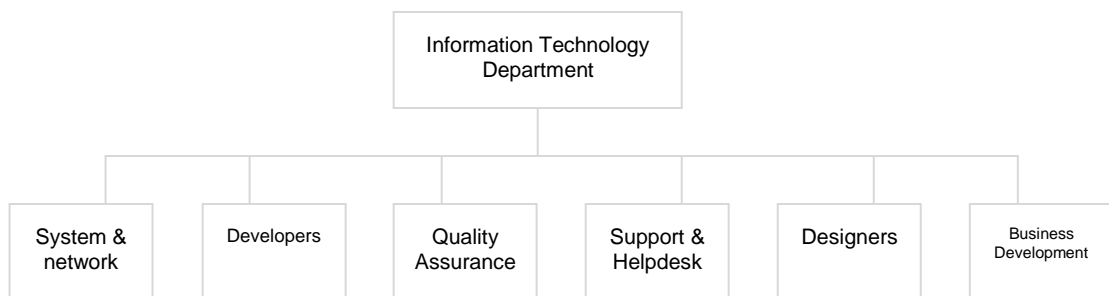 Information Technology
Department
System &
network
Developers
Quality
Assurance
Support &
Helpdesk
Designers
Business
Development